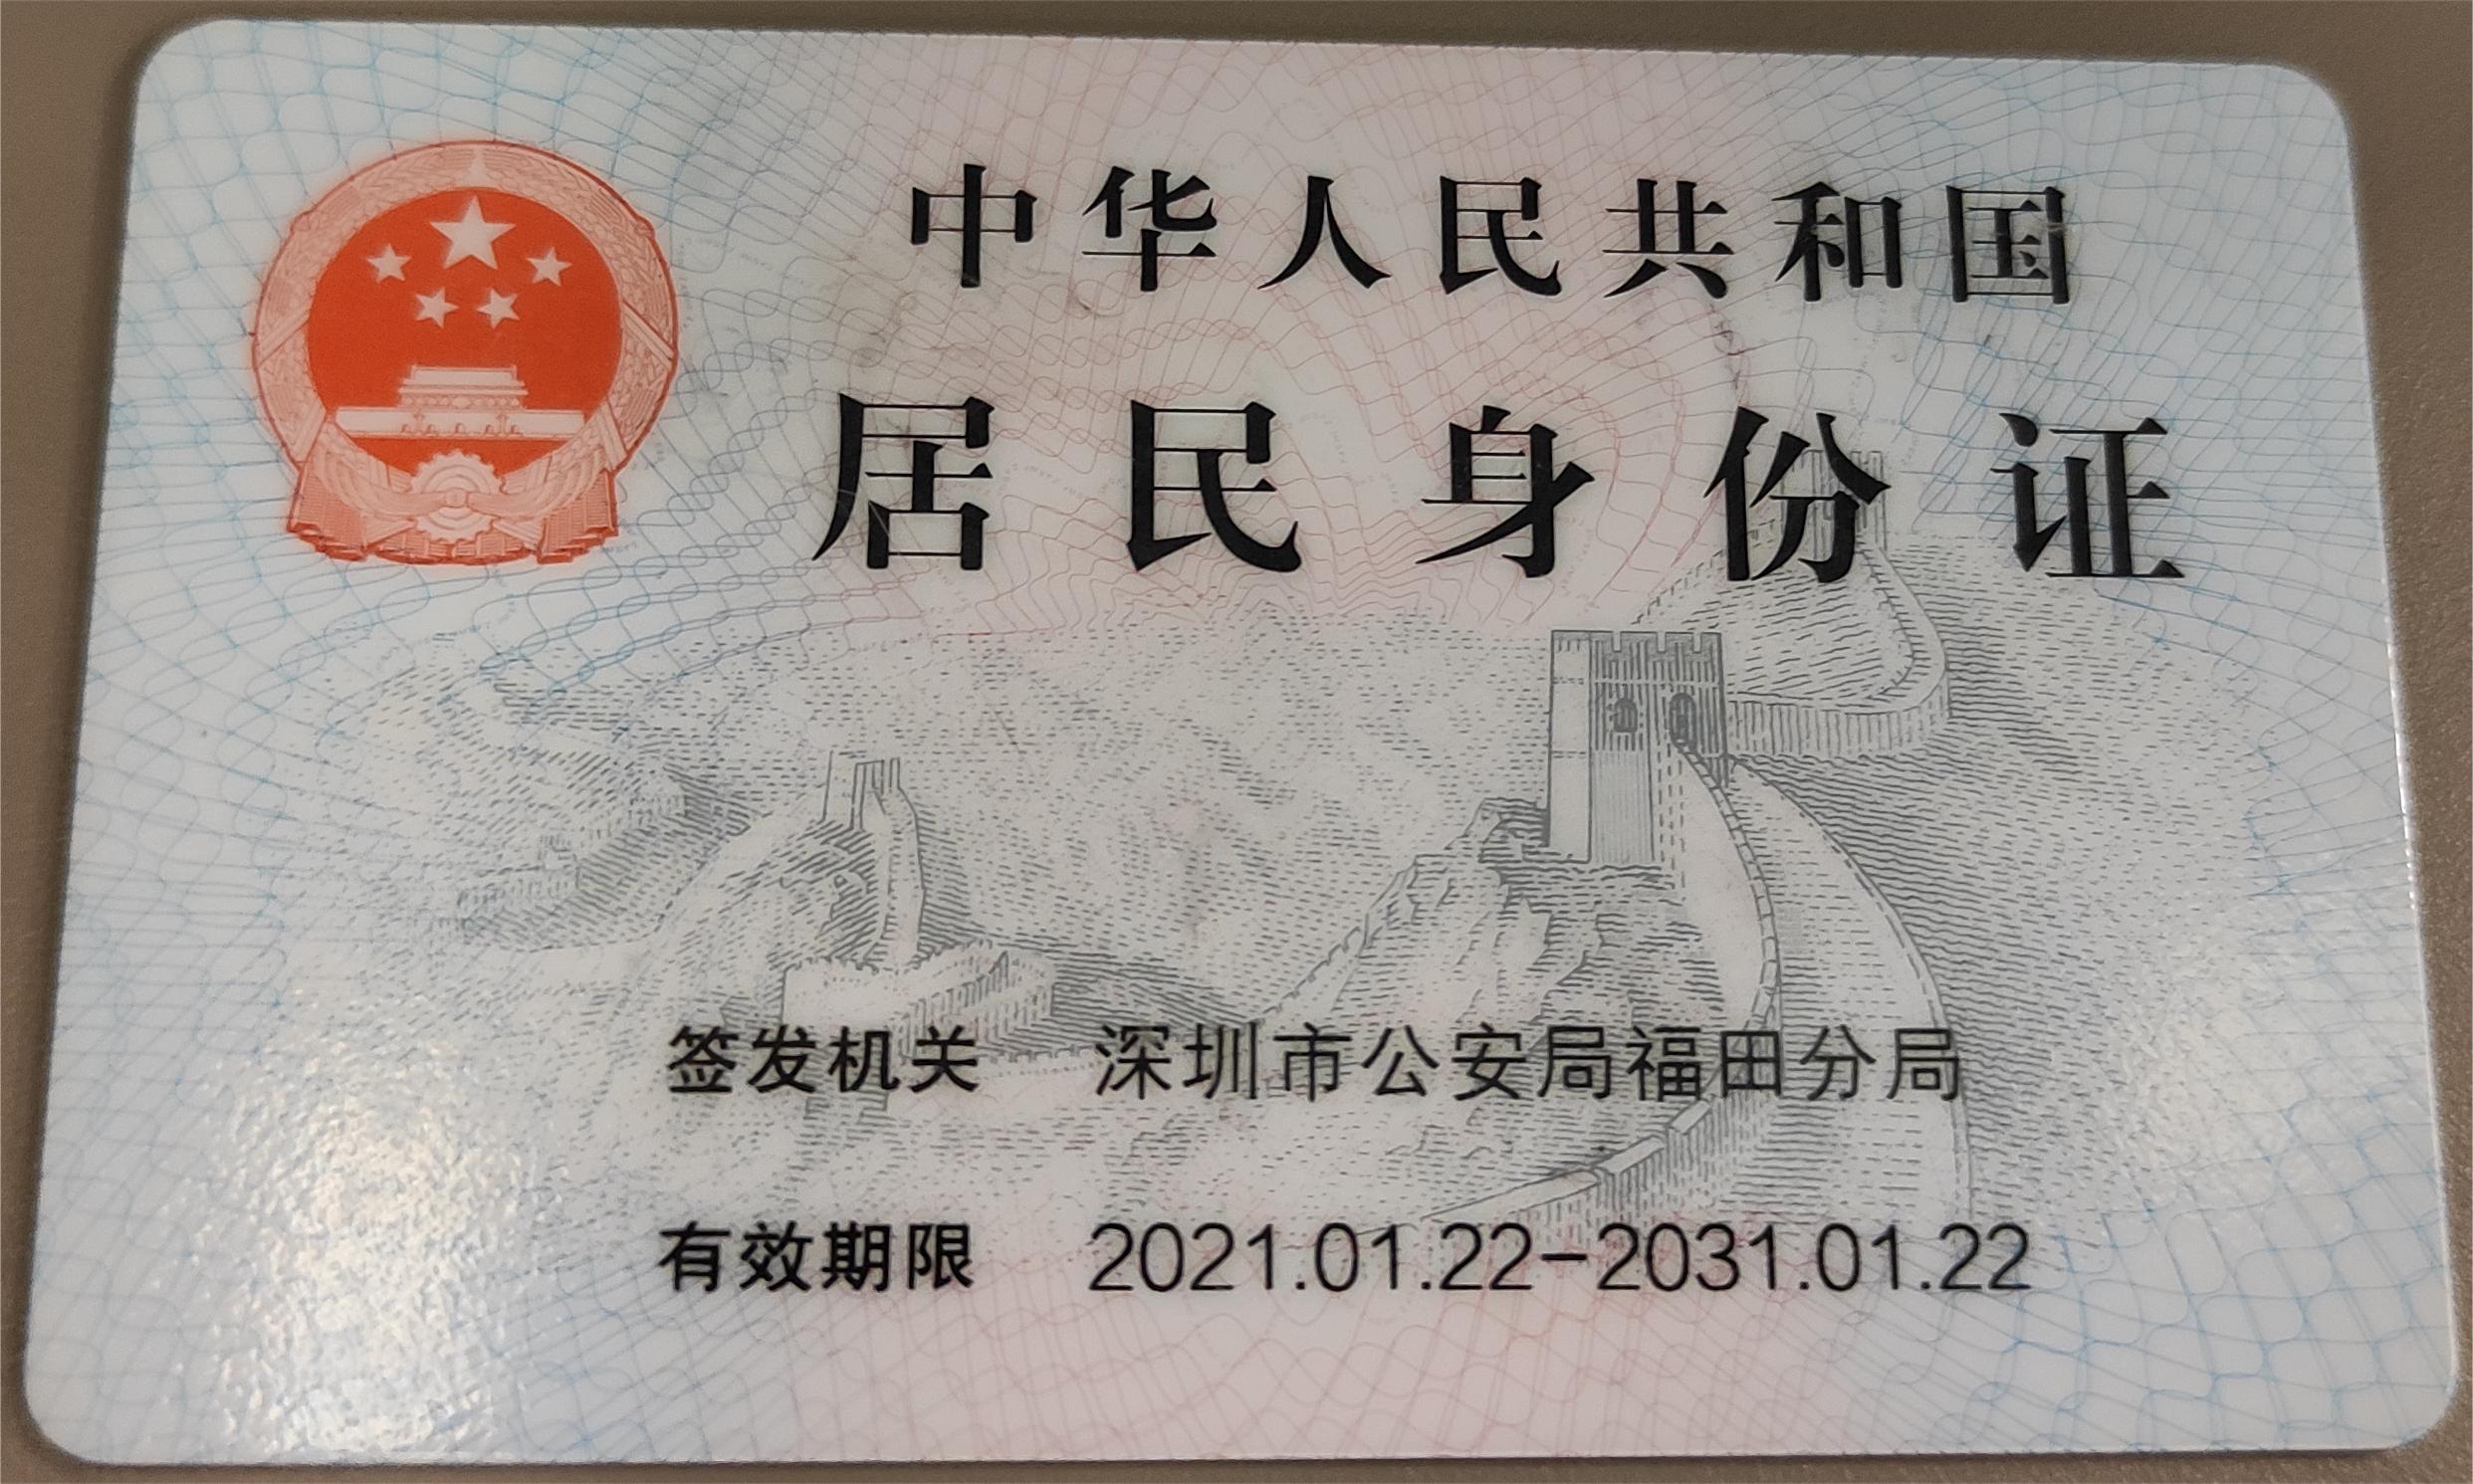 中华人民共和国
居民身份证
签发机关 深圳市公安局福田分局
有效期限 2021.01.22-2031.01.22